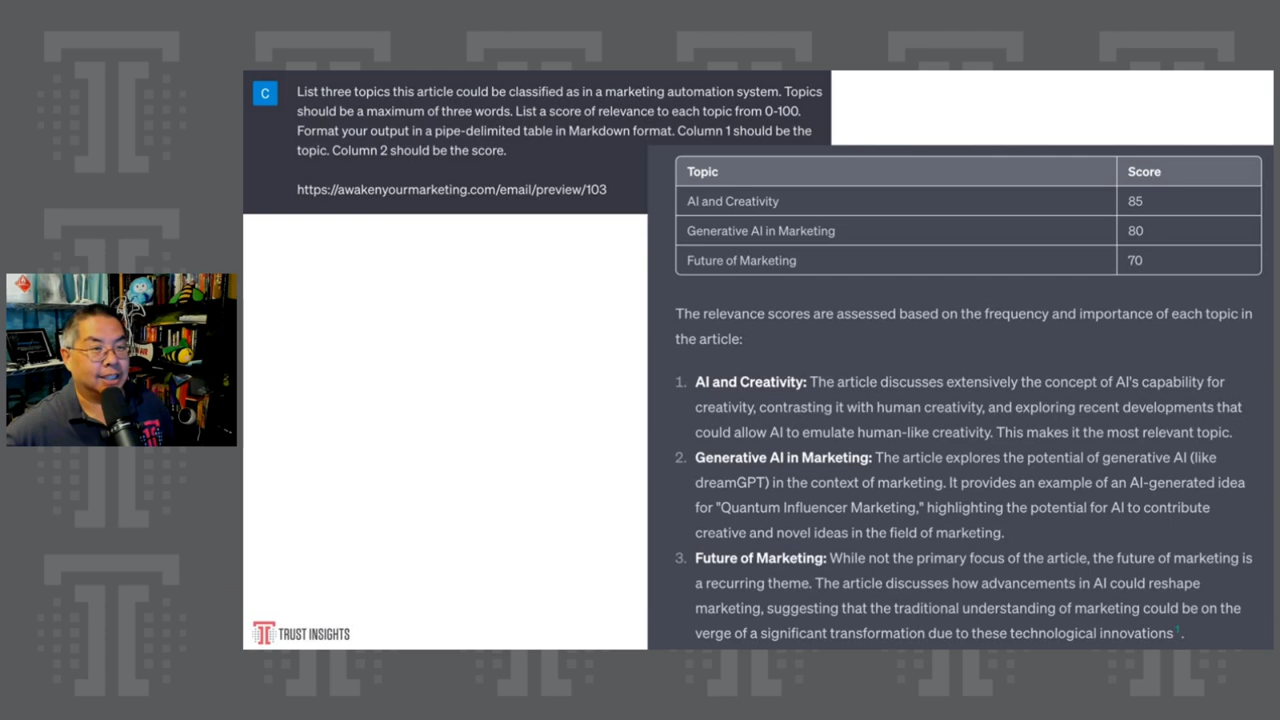 C
List three topics this article could be classified as in a marketing automation system. Topics
should be a maximum of three words. List a score of relevance to each topic from 0-100.
Format your output in a pipe-delimited table in Markdown format. Column 1 should be the
topic. Column 2 should be the score.
https://awakenyourmarketing.com/email/preview/103
Topic Score
AI and Creativity 85
Generative AI in Marketing 80
Future of Marketing 70
The relevance scores are assessed based on the frequency and importance of each topic in
the article:
1. AI and Creativity: The article discusses extensively the concept of AI's capability for
creativity, contrasting it with human creativity, and exploring recent developments that
could allow AI to emulate human-like creativity. This makes it the most relevant topic.
2. Generative AI in Marketing: The article explores the potential of generative AI (like
dreamGPT) in the context of marketing. It provides an example of an AI-generated idea
for "Quantum Influencer Marketing," highlighting the potential for AI to contribute
creative and novel ideas in the field of marketing.
3. Future of Marketing: While not the primary focus of the article, the future of marketing is
a recurring theme. The article discusses how advancements in AI could reshape
marketing, suggesting that the traditional understanding of marketing could be on the
verge of a significant transformation due to these technological innovations¹.
TRUST INSIGHTS